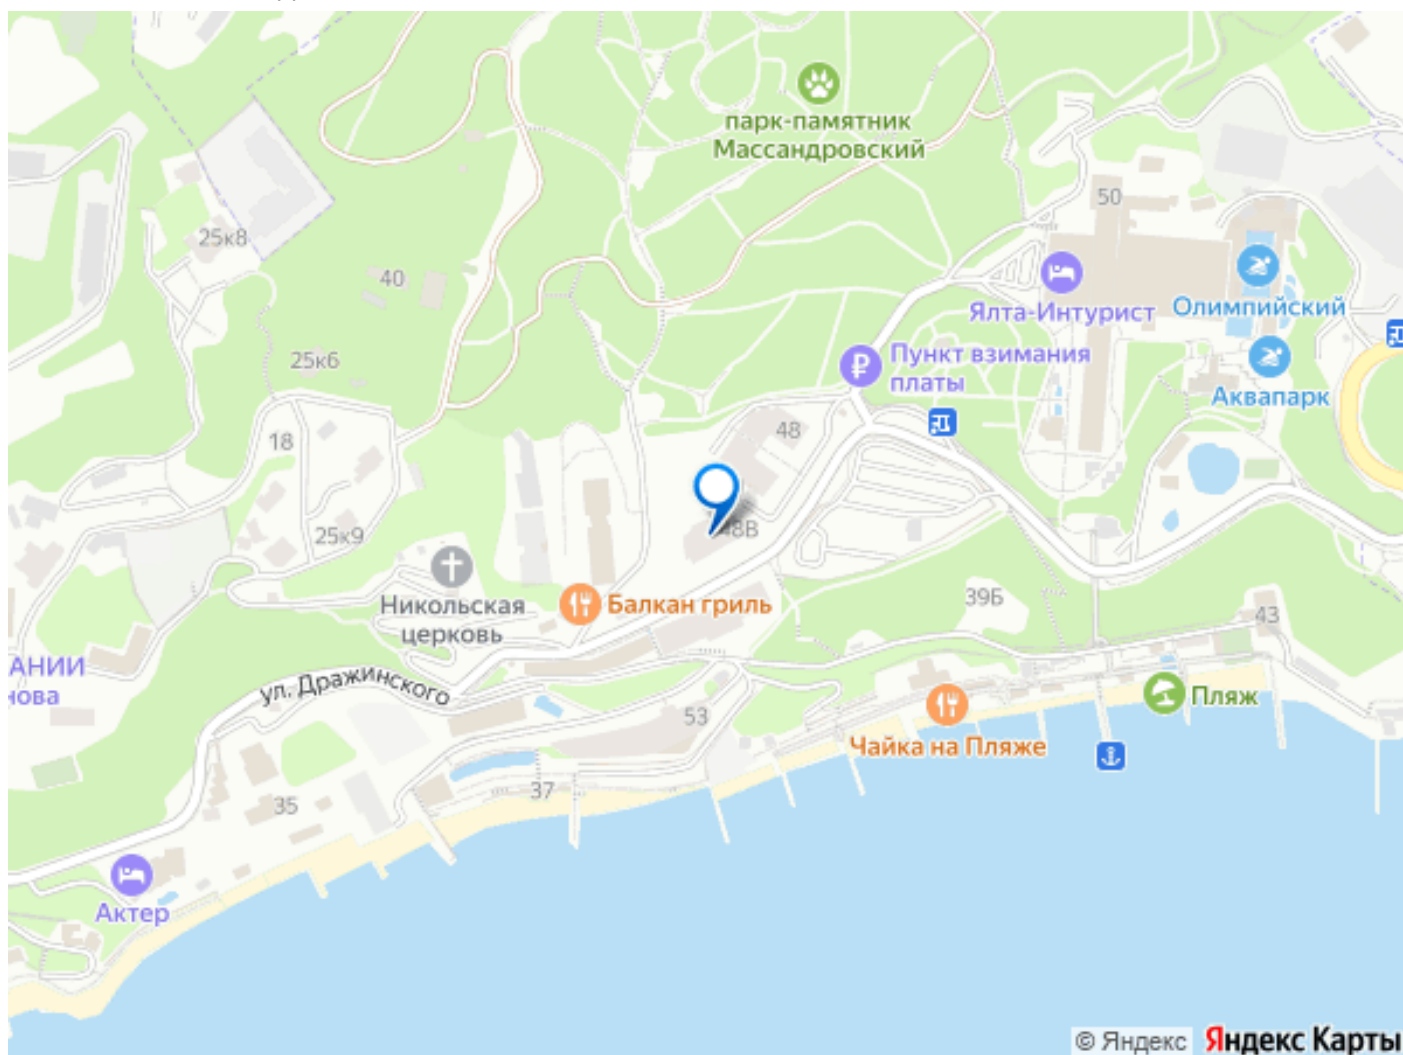 парк-памятник
Массандровский
50
25к8
40
Ялта-Интурист
Олимпийский
Пункт взимания
платы
25к6
Аквапарк
48
18
48В
25к9
Никольская
церковь
Балкан гриль
39Б
43
АНИИ
нова
ул. Дражинского
53
Чайка на Пляже
Пляж
37
35
Актер
© Яндекс Яндекс Карты